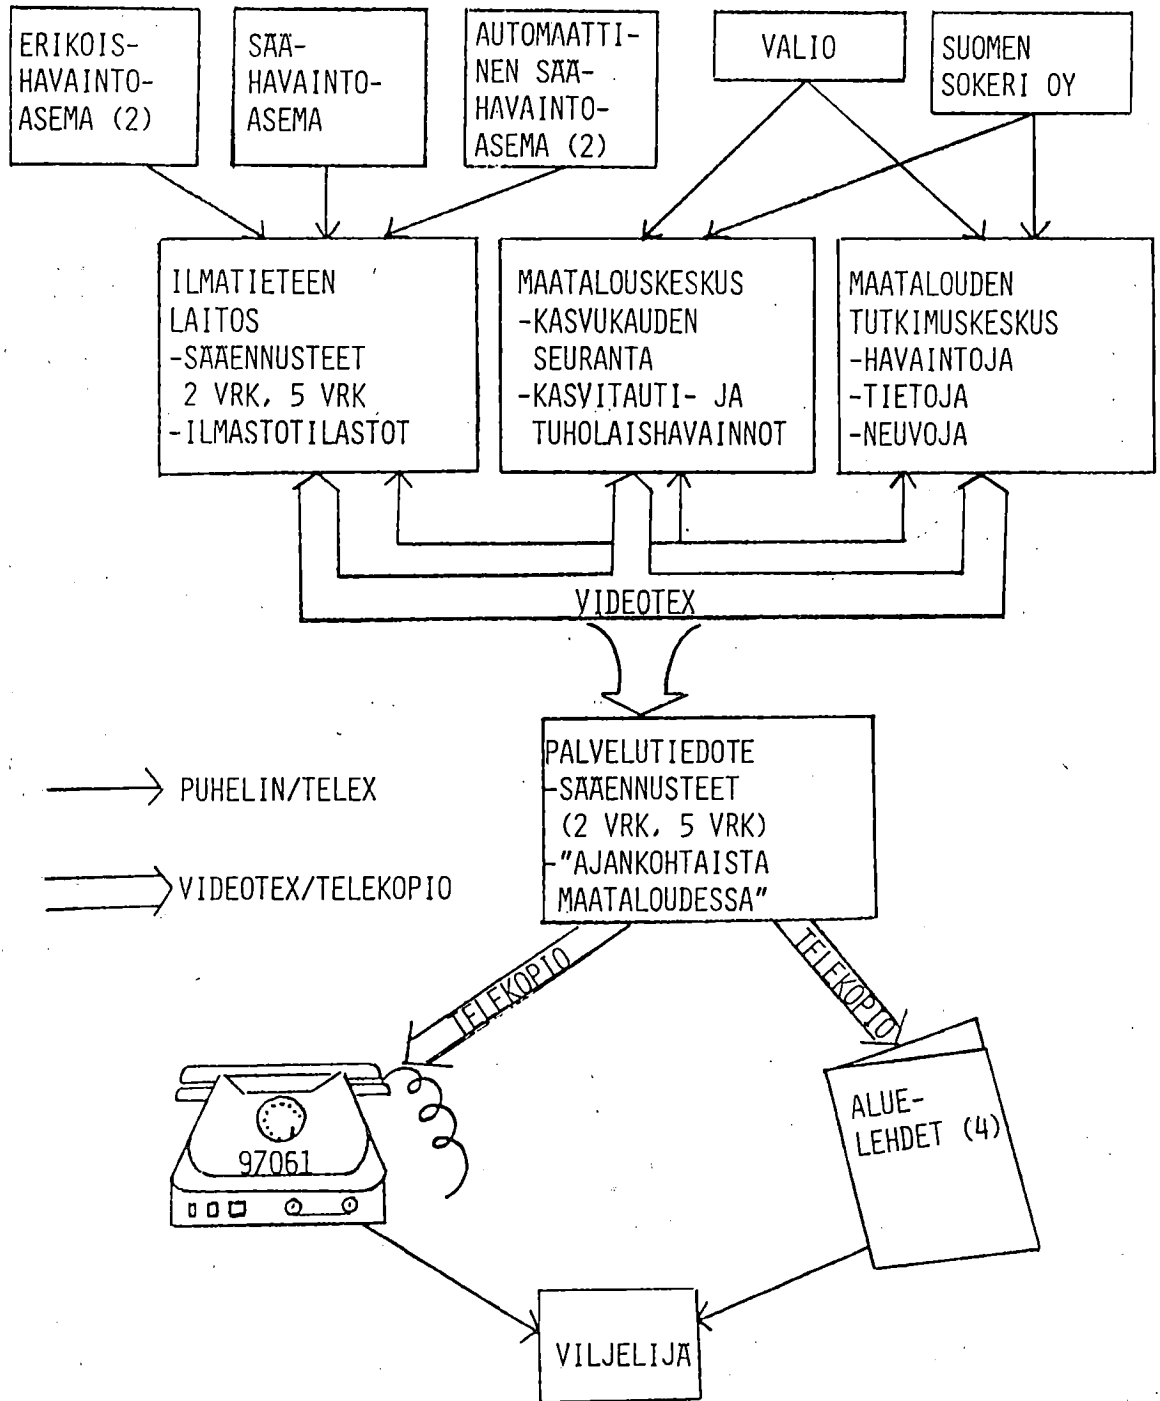 ERIKOIS-
HAVAINTO-
ASEMA (2)
SÄÄ-
HAVAINTO-
ASEMA
AUTOMAATTI-
NEN SÄÄ-
HAVAINTO-
ASEMA (2)
VALIO
SUOMEN
SOKERI OY
ILMATIETEEN
LAITOS
-SÄÄENNUSTEET
2 VRK, 5 VRK
-ILMASTOTILASTOT
MAATALOUSKESKUS
-KASVUKAUDEN
SEURANTA
-KASVITAUTI- JA
TUHOLAISHAVAINNOT
MAATALOUDEN
TUTKIMUSKESKUS
-HAVAINTOJA
-TIETOJA
-NEUVOJA
VIDEOTEX
PALVELUTIEDOTE
-SÄÄENNUSTEET
(2 VRK, 5 VRK)
-"AJANKOHTAISTA
MAATALOUDESSA"
PUHELIN/TELEX
VIDEOTEX/TELEKOPIO
TELEKOPIO
TELEKOPIO
97061
ALUE-
LEHDET (4)
VILJELIJÄ